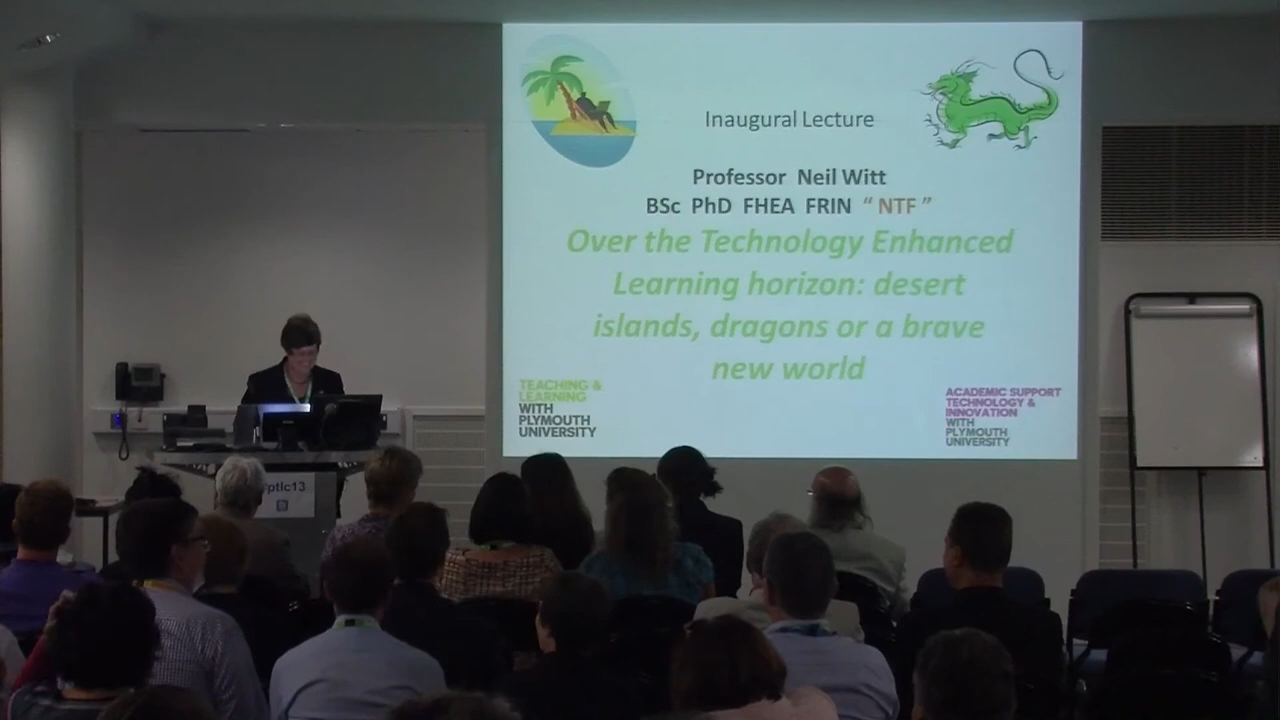 Inaugural Lecture
Professor Neil Witt
BSc PhD FHEA FRIN “ NTF ”
Over the Technology Enhanced
Learning horizon: desert
islands, dragons or a brave
new world
TEACHING &
LEARNING
WITH
PLYMOUTH
UNIVERSITY
ACADEMIC SUPPORT
TECHNOLOGY &
INNOVATION
WITH
PLYMOUTH
UNIVERSITY
ptlc13